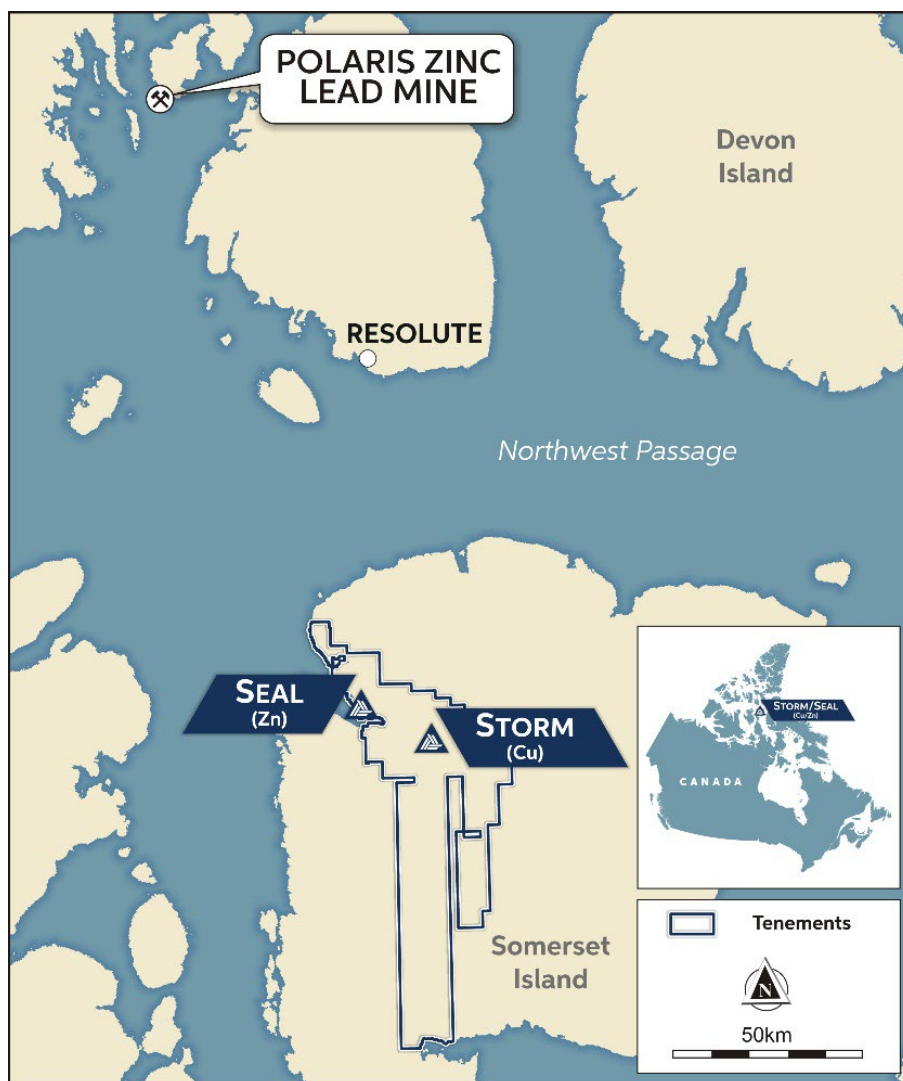 POLARIS ZINC
LEAD MINE
Devon
Island
RESOLUTE
Northwest Passage
SEAL
(Zn)
STORM
(Cu)
STORM/SEAL
(Cu/Zn)
CANADA
Somerset
Island
Tenements
N
50km